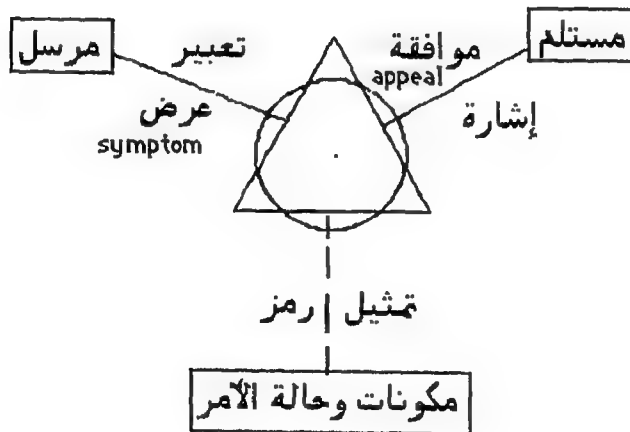 مستلم
موافقة
appeal
إشارة
تعبير
مرسل
عرض
symptom
تمثيل
رمز
مكونات وحالة الأمر